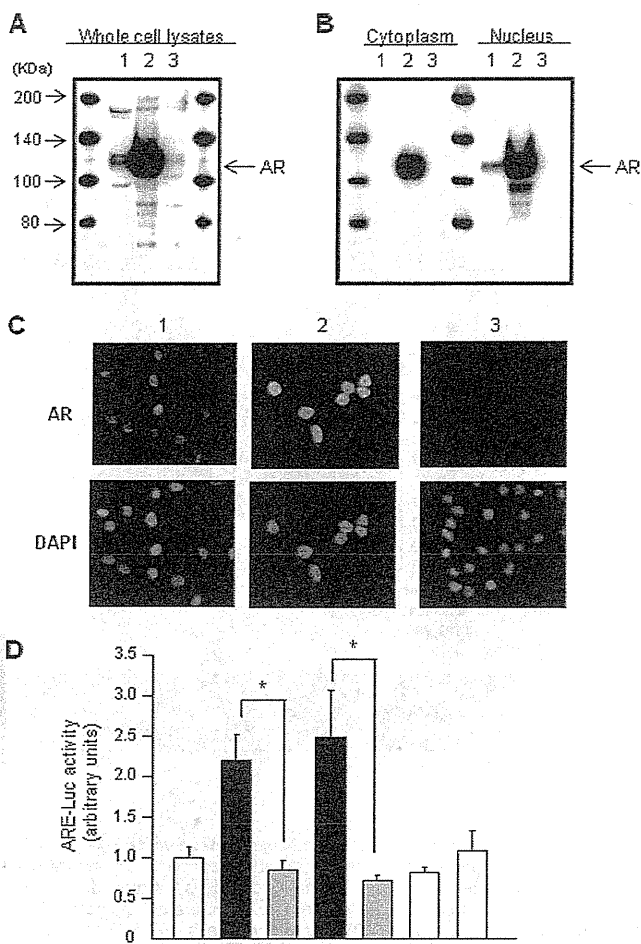 A
Whole cell lysates
1 2 3
(KDa)
200 →
140 →
100 →
80 →
← AR
B
Cytoplasm Nucleus
1 2 3 1 2 3
← AR
C
1 2 3
AR
DAPI
D
3.5
3.0
2.5
2.0
1.5
1.0
0.5
0
ARE-Luc activity
(arbitrary units)
*
*